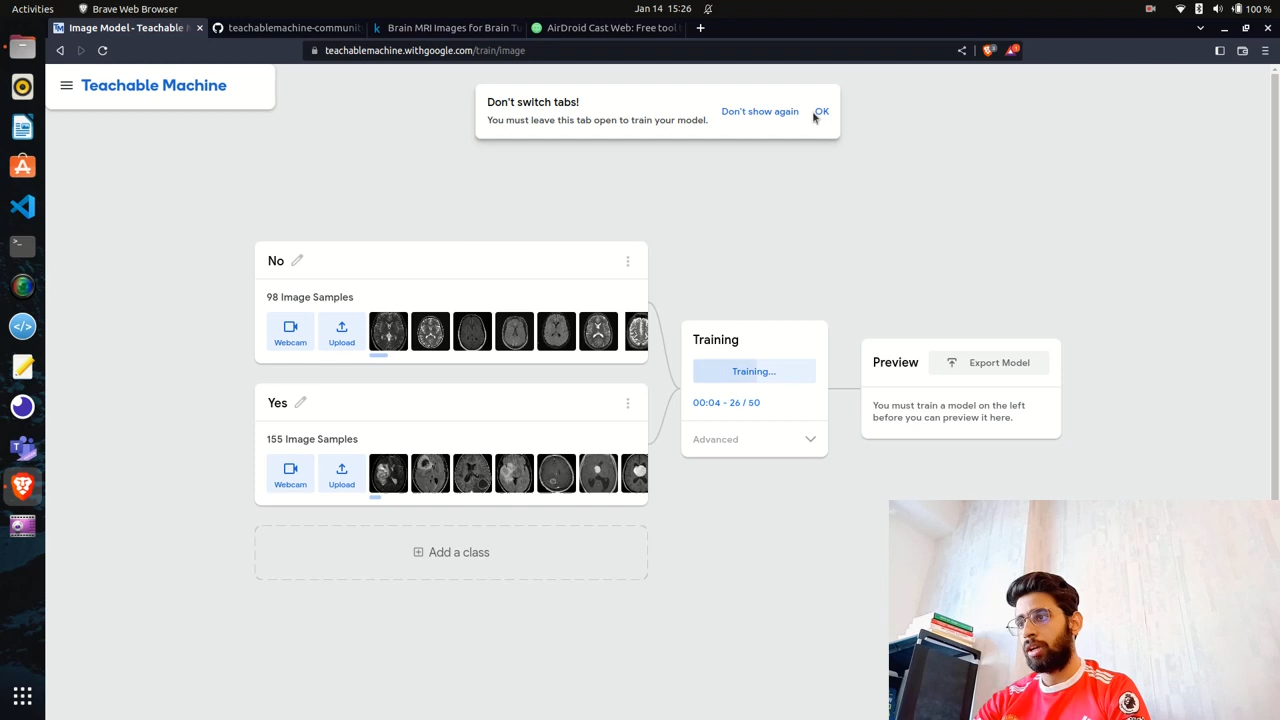 Activities
Brave Web Browser
Jan 14 15:26
100 %
Image Model - Teachable M
teachablemachine-communit
Brain MRI Images for Brain Tu
AirDroid Cast Web: Free tool t
teachablemachine.withgoogle.com/train/image
Teachable Machine
Don't switch tabs!
You must leave this tab open to train your model.
Don't show again
OK
No
98 Image Samples
Webcam
Upload
Yes
155 Image Samples
Webcam
Upload
Add a class
Training
Training...
00:04 - 26 / 50
Advanced
Preview
Export Model
You must train a model on the left
before you can preview it here.